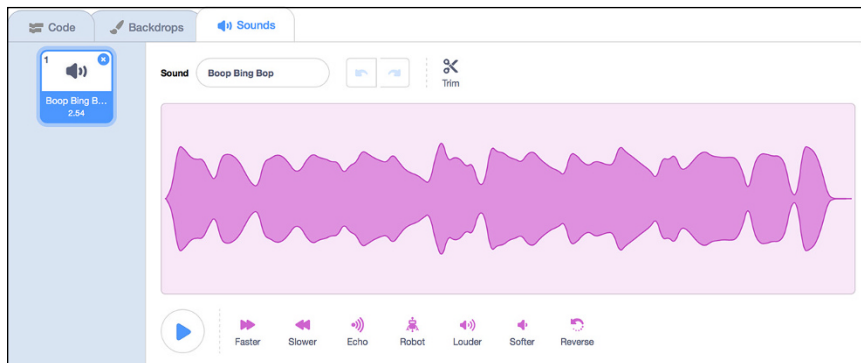 Code Backdrops Sounds
1
Boop Bing B...
2.54
Sound Boop Bing Bop
Trim
Faster Slower Echo Robot Louder Softer Reverse